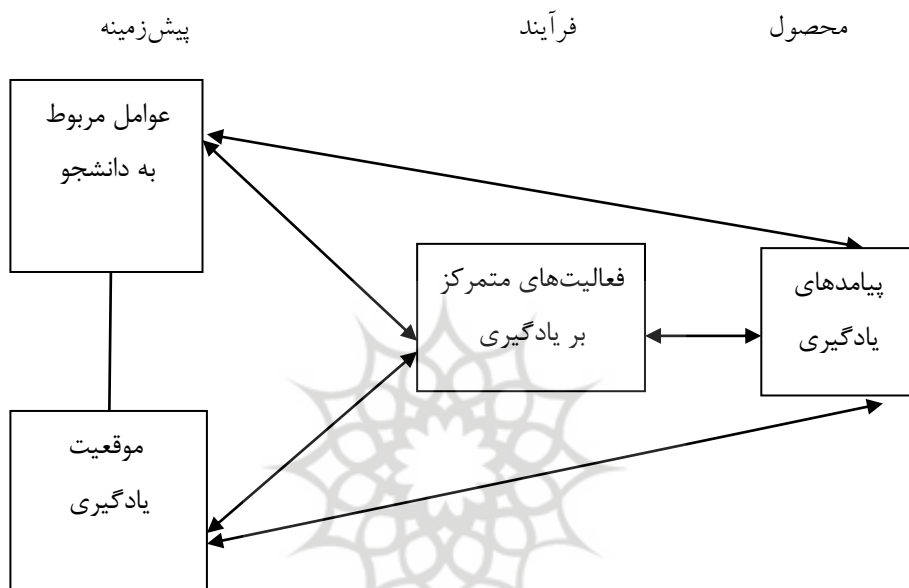 پیش‌زمینه
فرآیند
محصول
عوامل مربوط
به دانشجو
فعالیت‌های متمرکز
بر یادگیری
پیامدهای
یادگیری
موقعیت
یادگیری